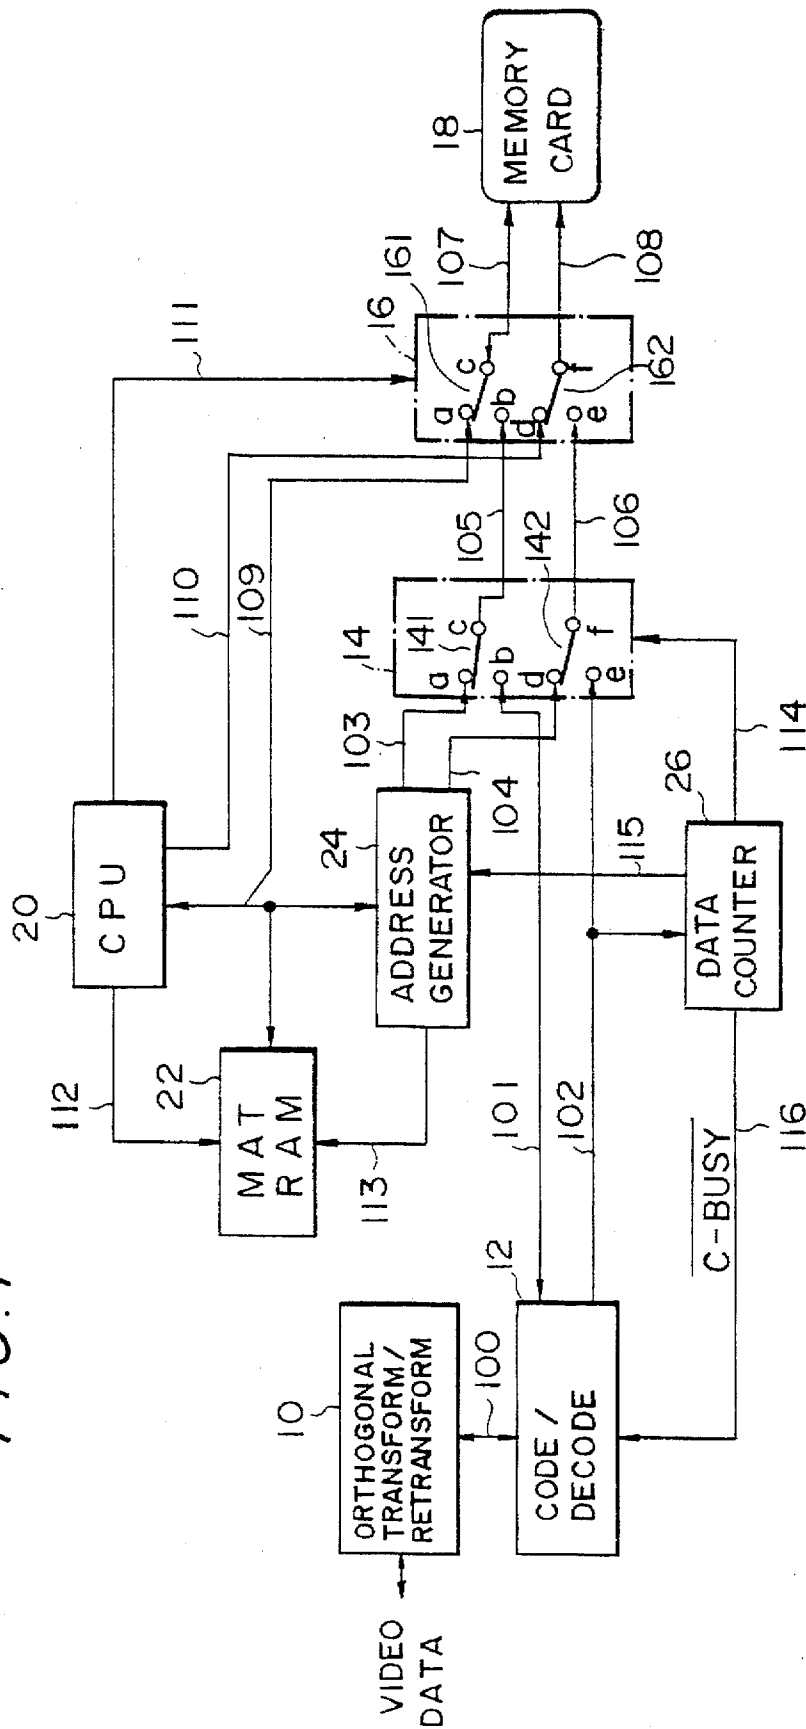 20
CPU
111
112
110
22
MAT
RAM
109
113
24
ADDRESS
GENERATOR
103
104
14
141
a
c
b
142
d
f
e
16
161
a
c
b
d
e
162
105
106
107
108
18
MEMORY
CARD
VIDEO
DATA
10
ORTHOGONAL
TRANSFORM/
RETRANSFORM
100
12
CODE/
DECODE
101
102
115
26
DATA
COUNTER
114
C-BUSY
116